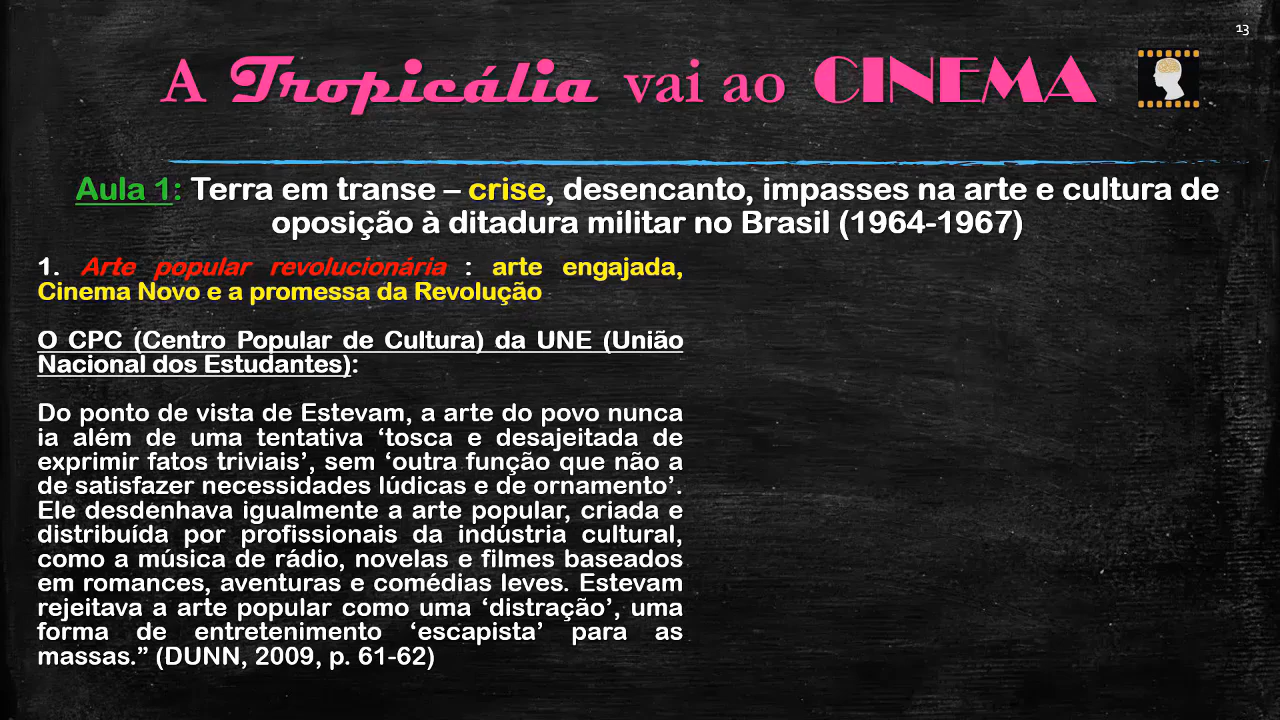 13
A Tropicália vai ao CINEMA
Aula 1: Terra em transe – crise, desencanto, impasses na arte e cultura de
oposição à ditadura militar no Brasil (1964-1967)
1. Arte popular revolucionária : arte engajada,
Cinema Novo e a promessa da Revolução
O CPC (Centro Popular de Cultura) da UNE (União
Nacional dos Estudantes):
Do ponto de vista de Estevam, a arte do povo nunca
ia além de uma tentativa ‘tosca e desajeitada de
exprimir fatos triviais’, sem ‘outra função que não a
de satisfazer necessidades lúdicas e de ornamento’.
Ele desdenhava igualmente a arte popular, criada e
distribuída por profissionais da indústria cultural,
como a música de rádio, novelas e filmes baseados
em romances, aventuras e comédias leves. Estevam
rejeitava a arte popular como uma ‘distração’, uma
forma de entretenimento ‘escapista’ para as
massas.” (DUNN, 2009, p. 61-62)